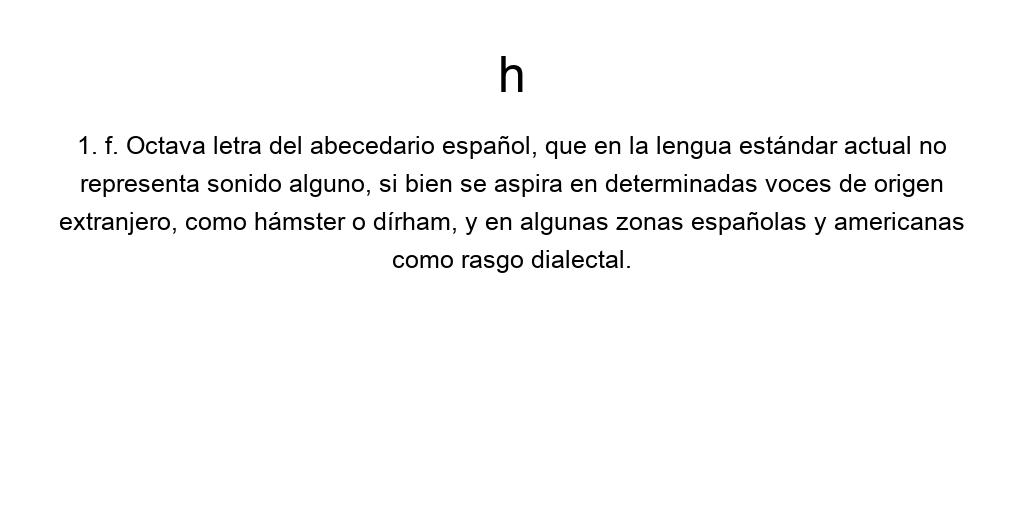 h
1. f. Octava letra del abecedario español, que en la lengua estándar actual no
representa sonido alguno, si bien se aspira en determinadas voces de origen
extranjero, como hámster o dírham, y en algunas zonas españolas y americanas
como rasgo dialectal.